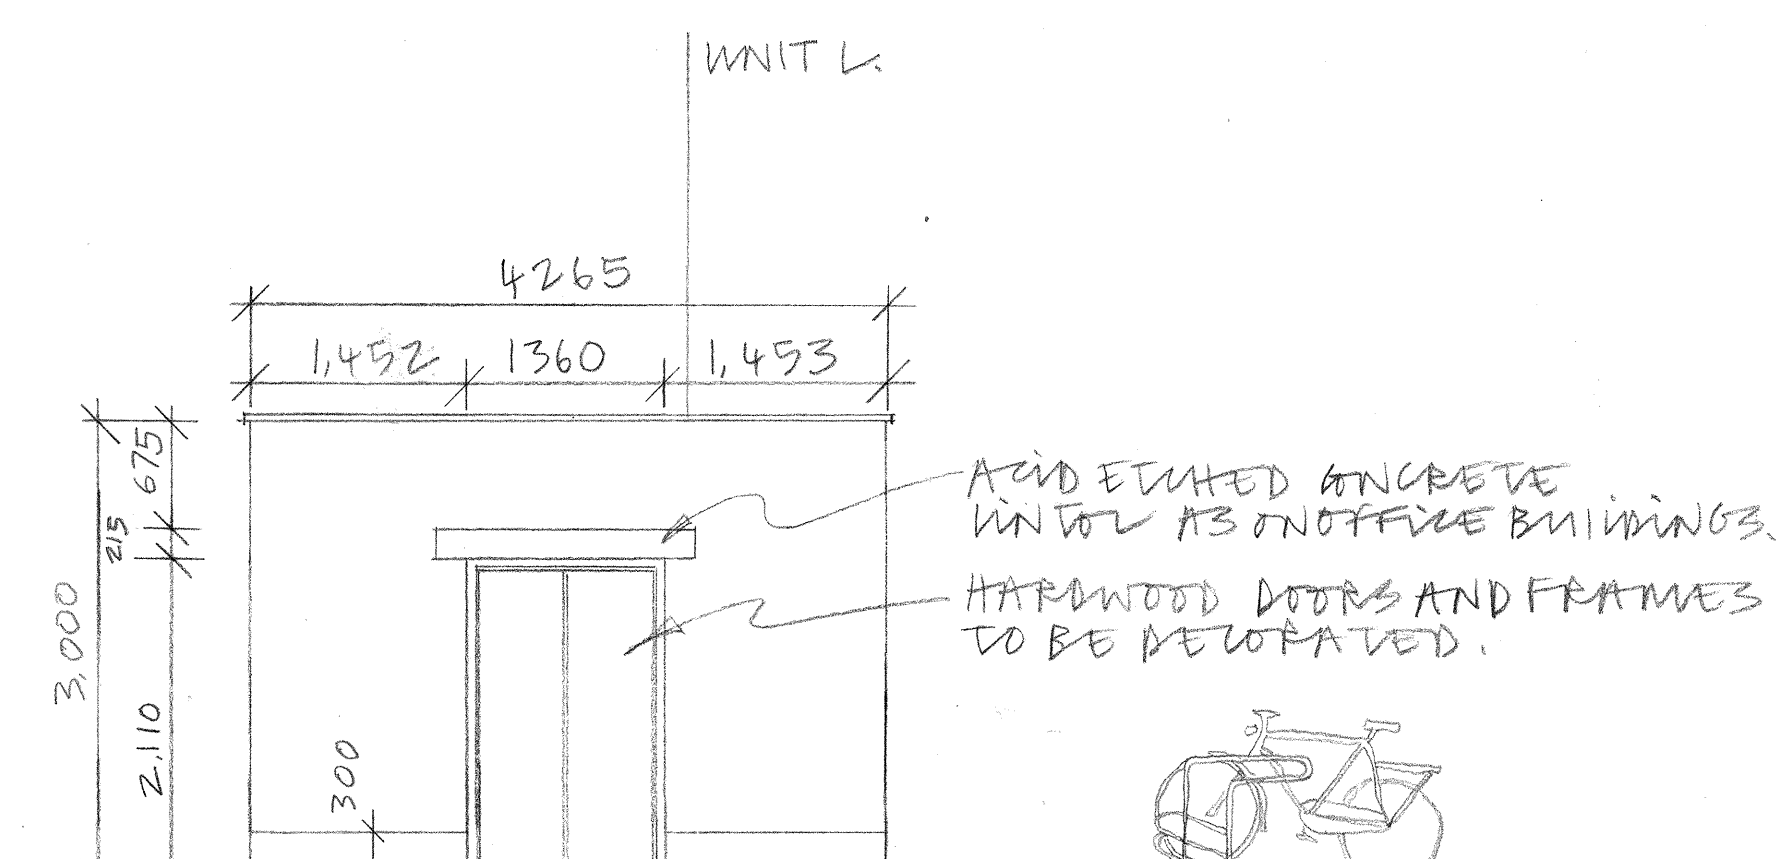 UNIT L.
4265
1,452 1360 1,453
675
215
3,000
2,110
300
ACID ETCHED CONCRETE
LINTOL AS ON OFFICE BUILDINGS.
HARDWOOD DOORS AND FRAMES
TO BE DECORATED.